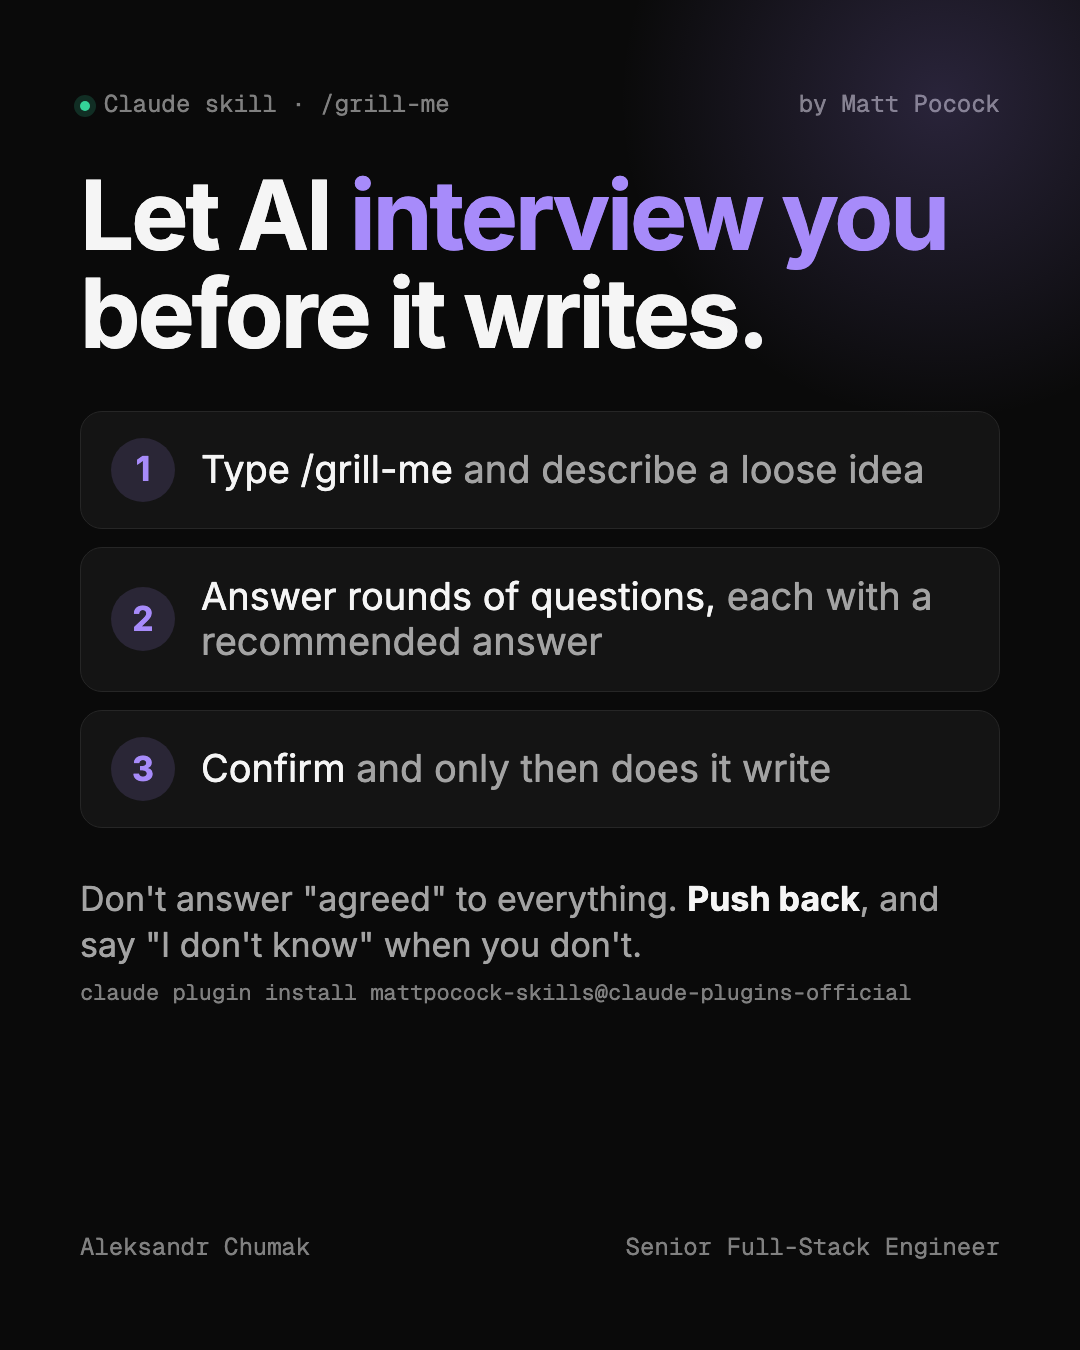 Claude skill · /grill-me
by Matt Pocock
Let AI interview you
before it writes.
1
Type /grill-me and describe a loose idea
2
Answer rounds of questions, each with a
recommended answer
3
Confirm and only then does it write
Don't answer "agreed" to everything. Push back, and
say "I don't know" when you don't.
claude plugin install mattpocock-skills@claude-plugins-official
Aleksandr Chumak
Senior Full-Stack Engineer